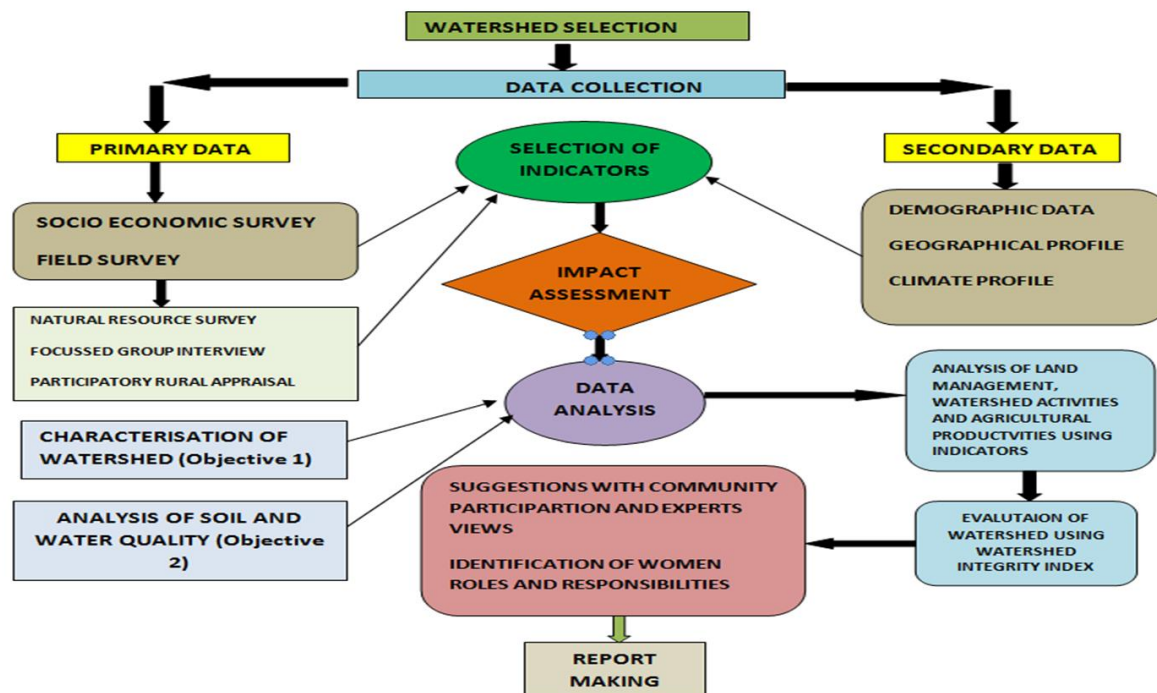 WATERSHED SELECTION
DATA COLLECTION
PRIMARY DATA
SELECTION OF
INDICATORS
SECONDARY DATA
SOCIO ECONOMIC SURVEY
FIELD SURVEY
DEMOGRAPHIC DATA
GEOGRAPHICAL PROFILE
CLIMATE PROFILE
IMPACT
ASSESSMENT
NATURAL RESOURCE SURVEY
FOCUSSED GROUP INTERVIEW
PARTICIPATORY RURAL APPRAISAL
DATA
ANALYSIS
ANALYSIS OF LAND
MANAGEMENT,
WATERSHED ACTIVITIES
AND AGRICULTURAL
PRODUCTVITIES USING
INDICATORS
CHARACTERISATION OF
WATERSHED (Objective 1)
ANALYSIS OF SOIL AND
WATER QUALITY (Objective
2)
SUGGESTIONS WITH COMMUNITY
PARTICIPARTION AND EXPERTS
VIEWS
IDENTIFICATION OF WOMEN
ROLES AND RESPONSIBILITIES
EVALUTAION OF
WATERSHED USING
WATERSHED
INTEGRITY INDEX
REPORT
MAKING